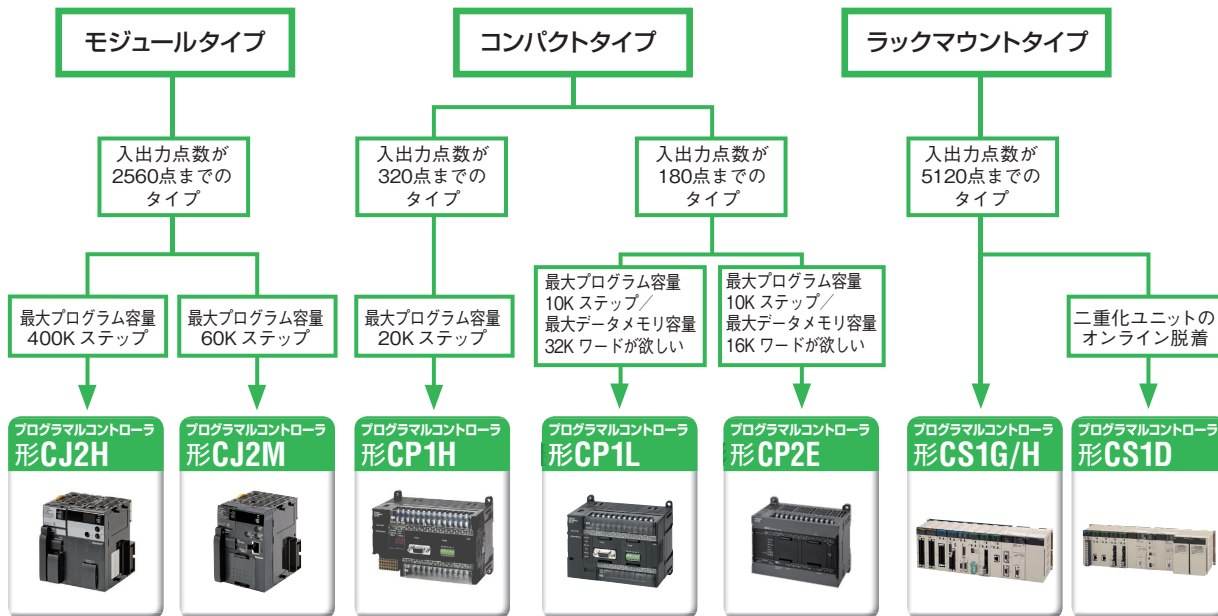 モジュールタイプ
コンパクトタイプ
ラックマウントタイプ
入出力点数が
2560点までの
タイプ
入出力点数が
320点までの
タイプ
入出力点数が
180点までの
タイプ
入出力点数が
5120点までの
タイプ
最大プログラム容量
400K ステップ
最大プログラム容量
60K ステップ
最大プログラム容量
20K ステップ
最大プログラム容量
10K ステップ／
最大データメモリ容量
32K ワードが欲しい
最大プログラム容量
10K ステップ／
最大データメモリ容量
16K ワードが欲しい
二重化ユニットの
オンライン脱着
プログラマルコントローラ
形CJ2H
プログラマルコントローラ
形CJ2M
プログラマルコントローラ
形CP1H
プログラマルコントローラ
形CP1L
プログラマルコントローラ
形CP2E
プログラマルコントローラ
形CS1G/H
プログラマルコントローラ
形CS1D